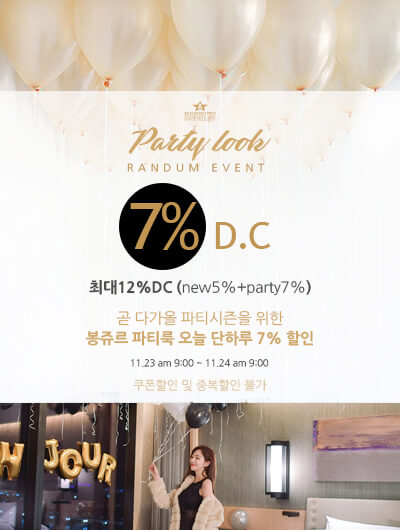 Party look
RANDUM EVENT
7% D.C
최대12%DC (new5%+party7%)
곧 다가올 파티시즌을 위한
봉쥬르 파티룩 오늘 단하루 7% 할인
11.23 am 9:00 ~ 11.24 am 9:00
쿠폰할인 및 중복할인 불가
N JOUR